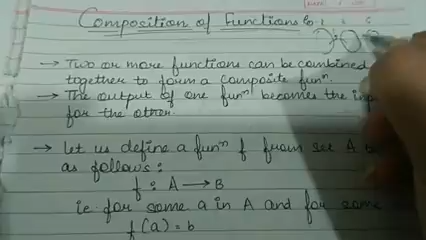 Composition of Functions
→ Two or more functions can be combined
together to form a composite funⁿ.
→ The output of one funⁿ becomes the
for the other.
→ Let us define a funⁿ f from set A
as follows:
f : A → B
ie for some a in A and for some
f(a) = b